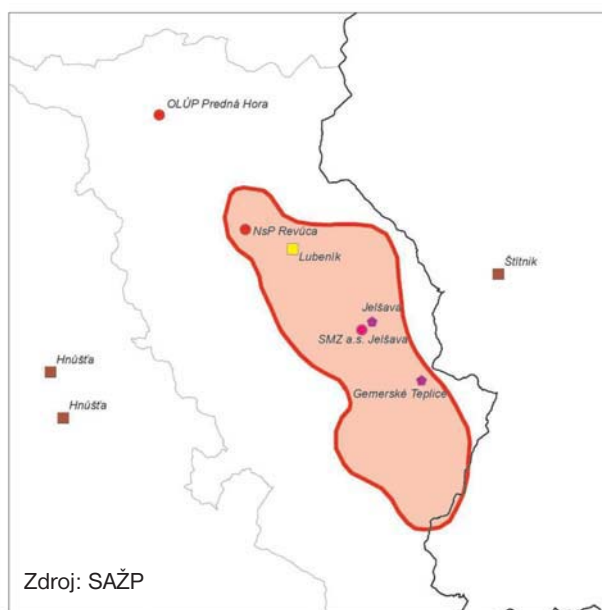 OLÚP Predná Hora
NsP Revúca
Lubeník
Štítnik
Jelšava
SMZ a.s. Jelšava
Hnúšťa
Gemerské Teplice
Hnúšťa
Zdroj: SAŽP